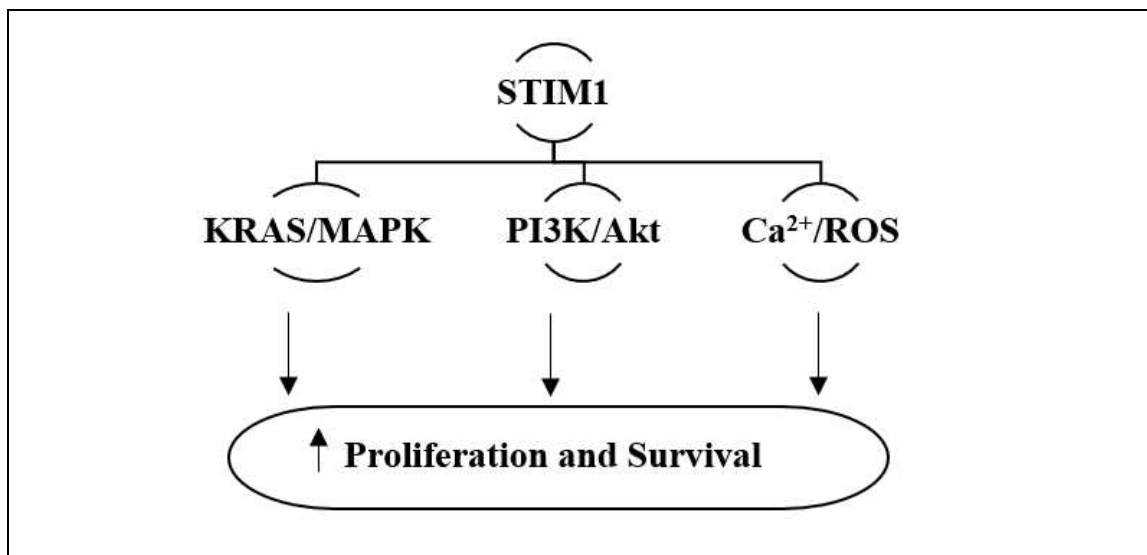 STIM1
KRAS/MAPK PI3K/Akt Ca²⁺/ROS
Proliferation and Survival